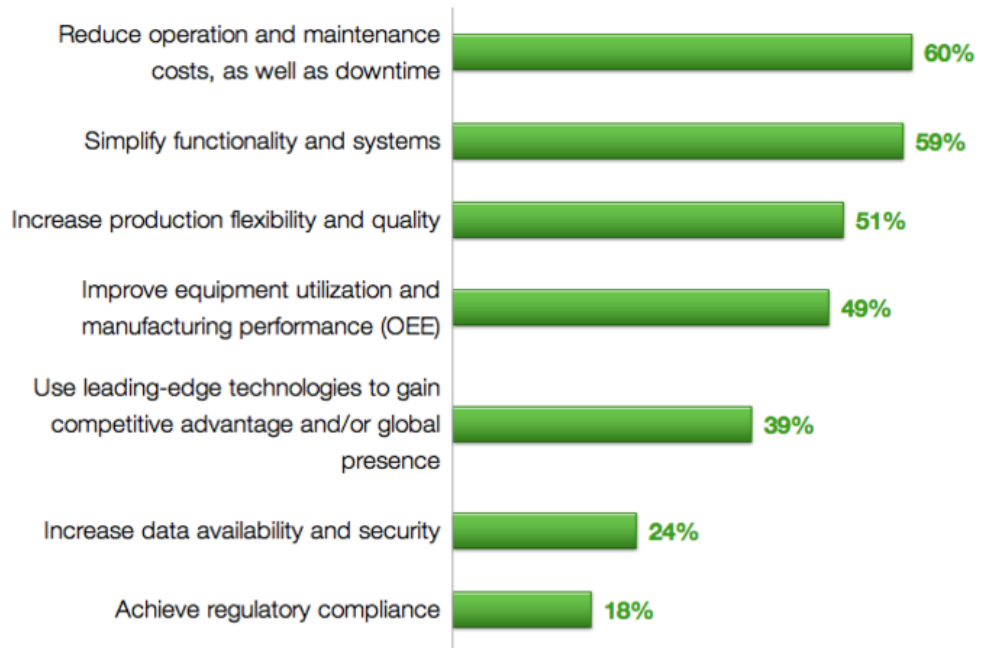 Reduce operation and maintenance
costs, as well as downtime
60%
Simplify functionality and systems
59%
Increase production flexibility and quality
51%
Improve equipment utilization and
manufacturing performance (OEE)
49%
Use leading-edge technologies to gain
competitive advantage and/or global
presence
39%
Increase data availability and security
24%
Achieve regulatory compliance
18%